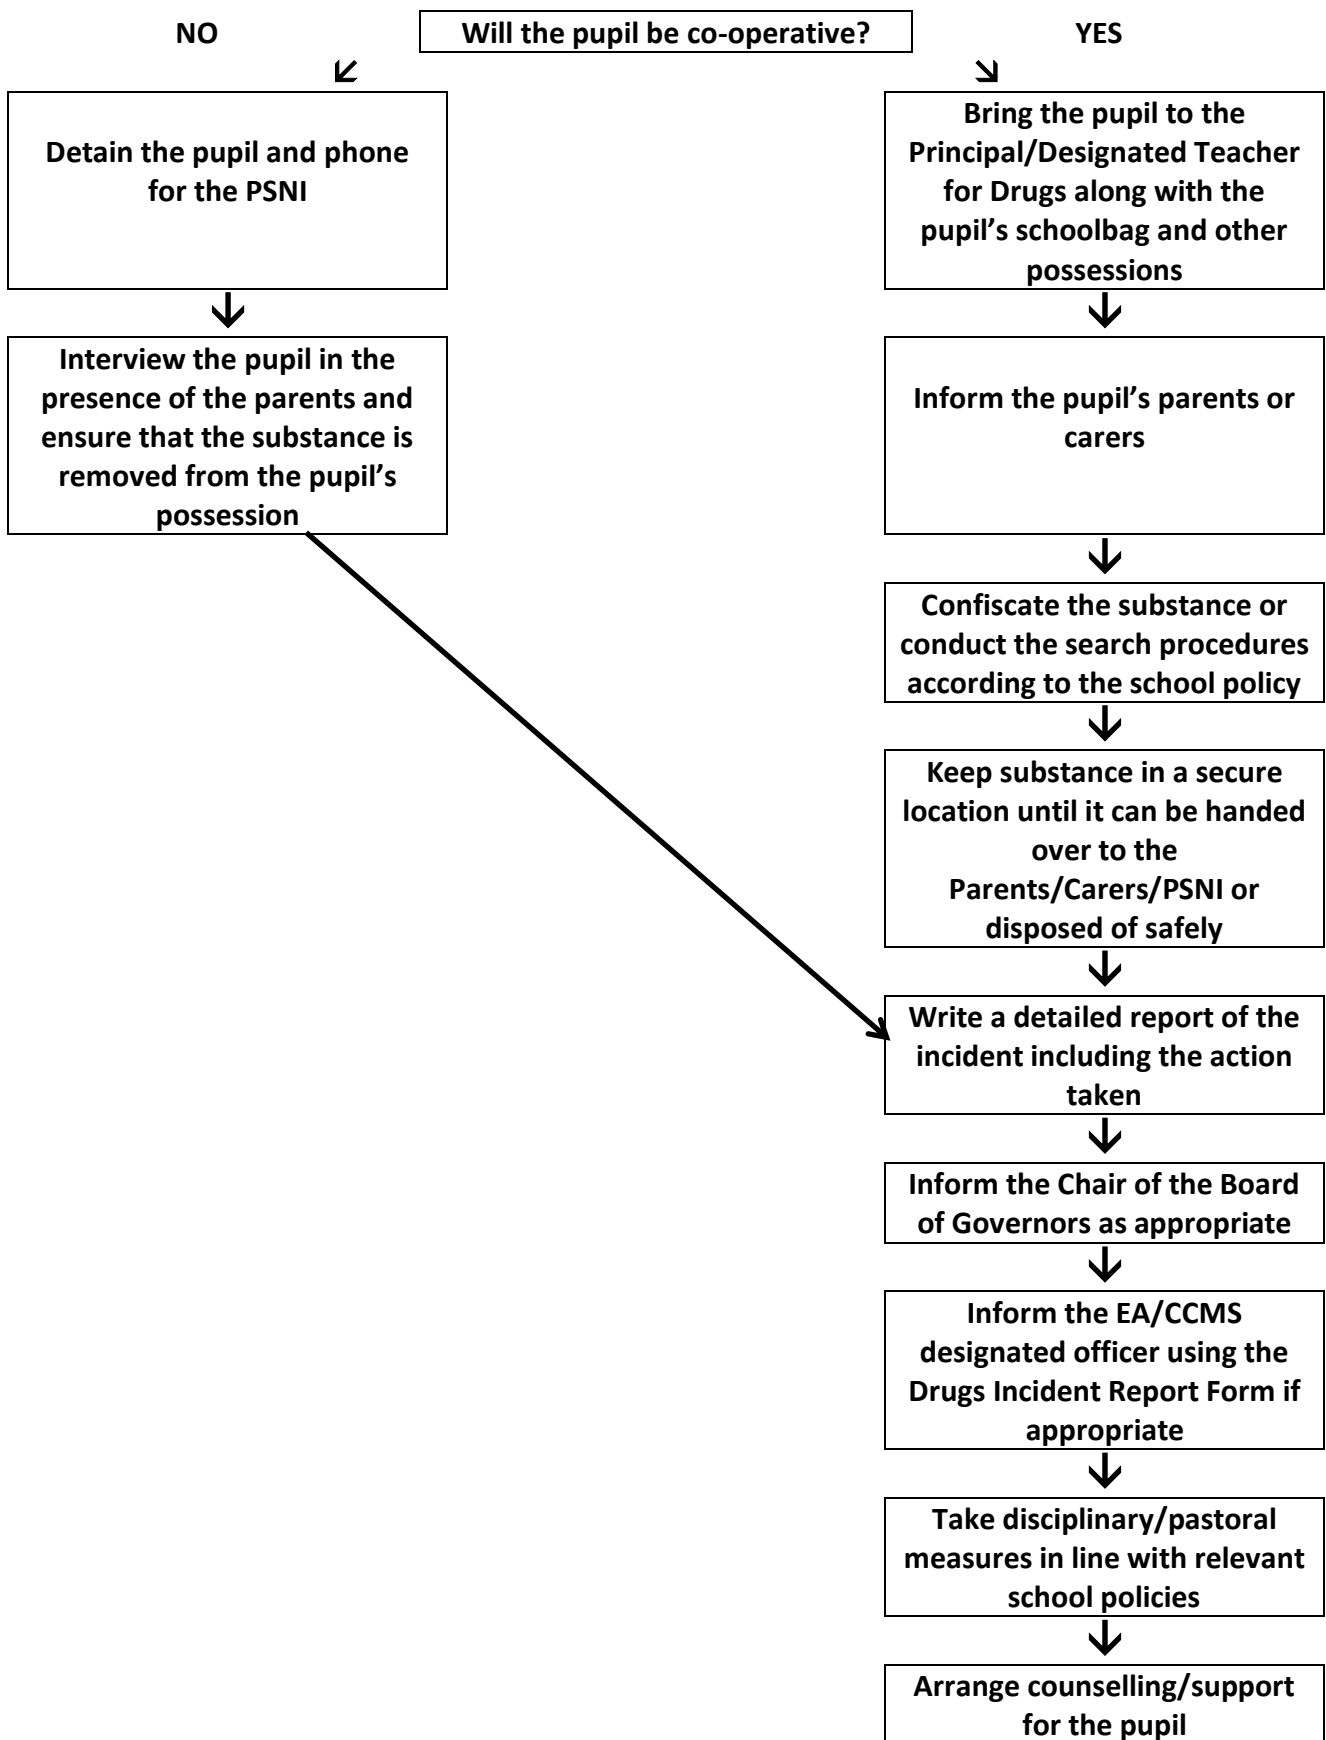 NO
Will the pupil be co-operative?
YES
Detain the pupil and phone
for the PSNI
Bring the pupil to the
Principal/Designated Teacher
for Drugs along with the
pupil’s schoolbag and other
possessions
Interview the pupil in the
presence of the parents and
ensure that the substance is
removed from the pupil’s
possession
Inform the pupil’s parents or
carers
Confiscate the substance or
conduct the search procedures
according to the school policy
Keep substance in a secure
location until it can be handed
over to the
Parents/Carers/PSNI or
disposed of safely
Write a detailed report of the
incident including the action
taken
Inform the Chair of the Board
of Governors as appropriate
Inform the EA/CCMS
designated officer using the
Drugs Incident Report Form if
appropriate
Take disciplinary/pastoral
measures in line with relevant
school policies
Arrange counselling/support
for the pupil